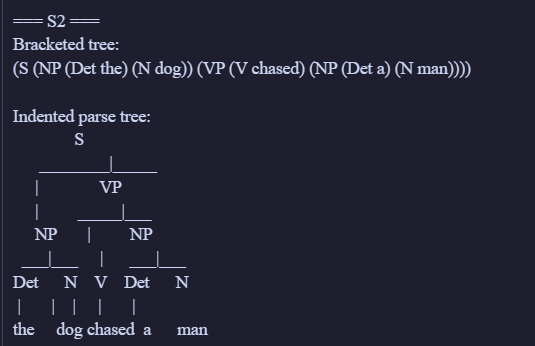 === S2 ===
Bracketed tree:
(S (NP (Det the) (N dog)) (VP (V chased) (NP (Det a) (N man))))

Indented parse tree:
S
________|_____
|          VP
|      _____|___
NP     |      NP
___|___   |   ___|___
Det   N  V  Det   N
|   |  |  |   |
the   dog chased a   man